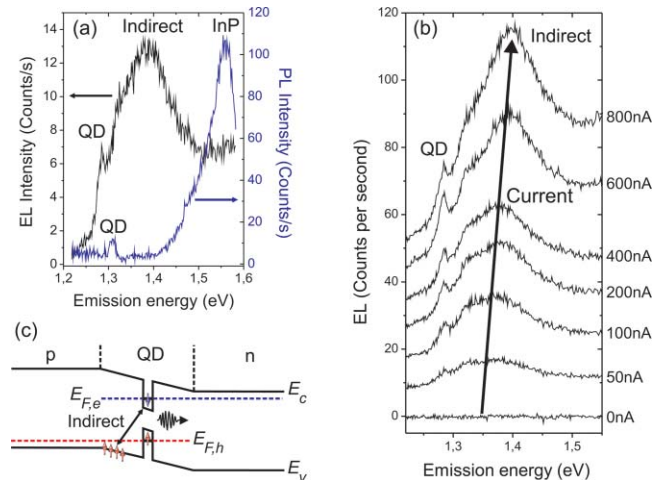 (a)
Indirect
InP
QD
QD
EL Intensity (Counts/s)
14
12
10
8
6
4
2
0
PL Intensity (Counts/s)
120
100
80
60
40
20
0
1,2 1,3 1,4 1,5 1,6
Emission energy (eV)
(b)
Indirect
QD
Current
EL (Counts per second)
120
100
80
60
40
20
0
800nA
600nA
400nA
200nA
100nA
50nA
0nA
1,3 1,4 1,5
Emission energy (eV)
(c)
p QD n
E_c
E_F,e
Indirect
E_F,h
E_v